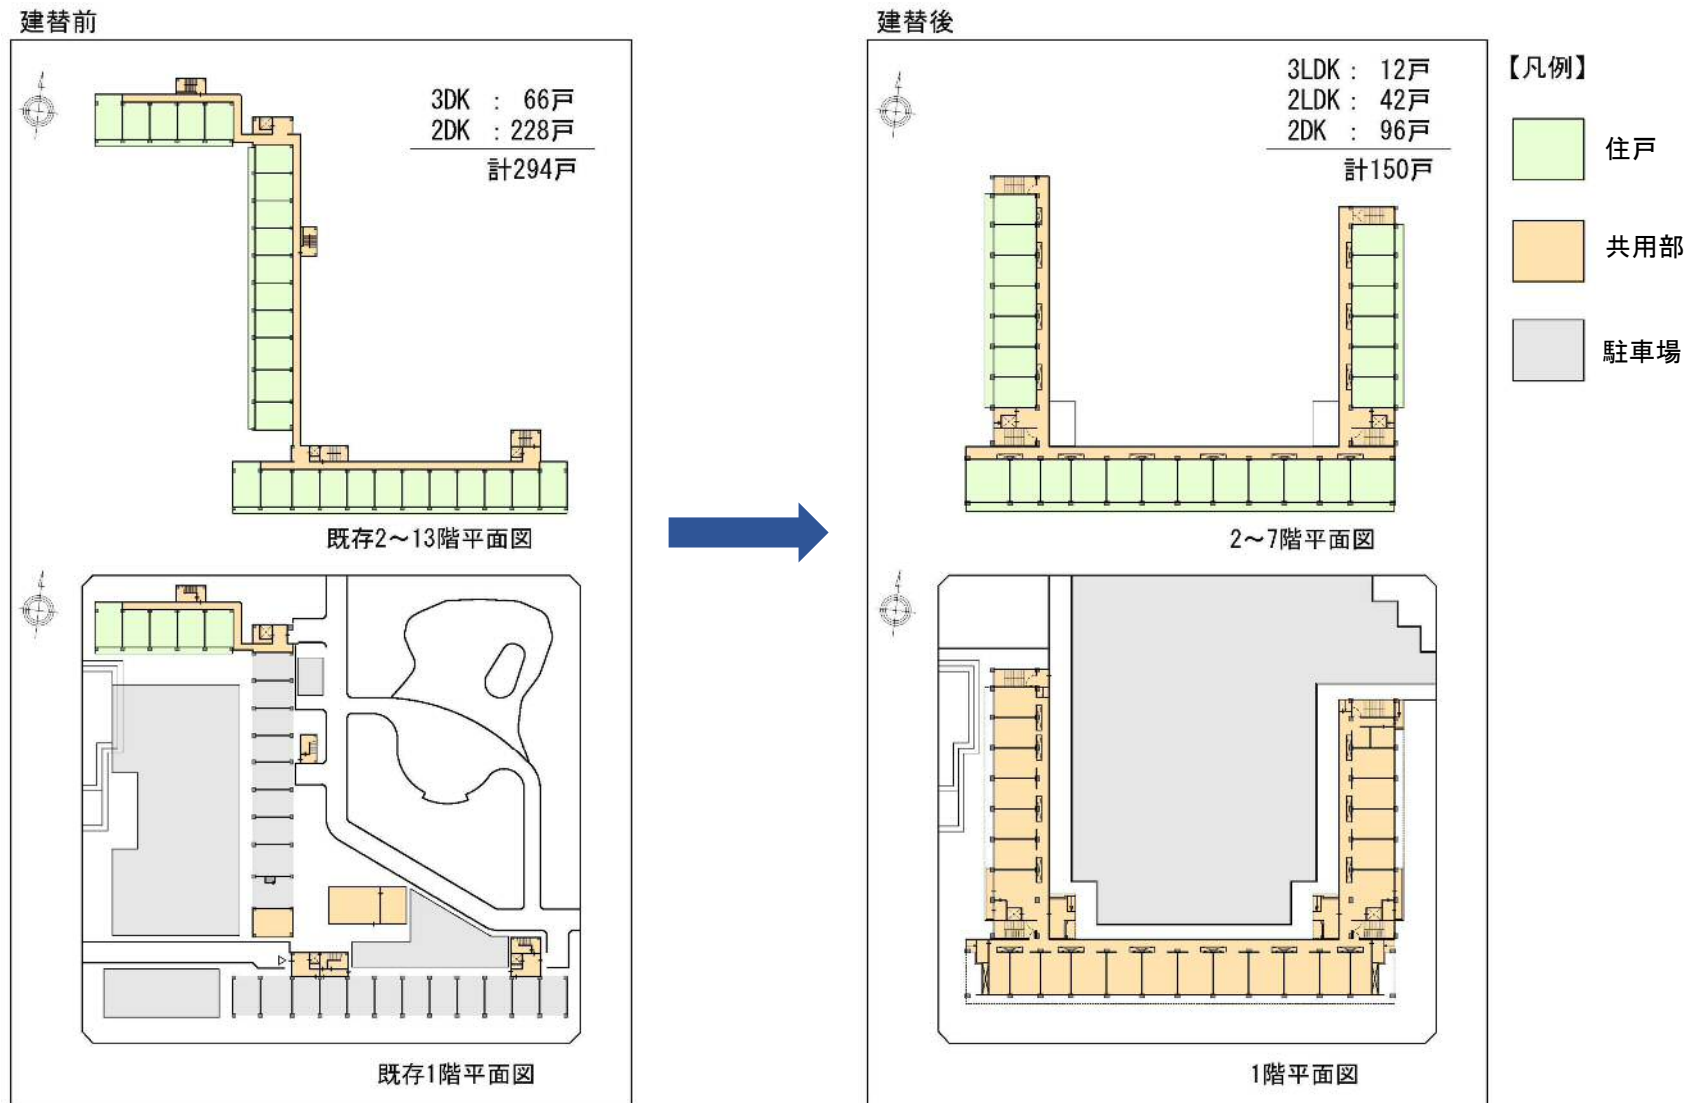 建替前
3DK : 66戸
2DK : 228戸
計294戸
既存2～13階平面図
既存1階平面図
建替後
3LDK : 12戸
2LDK : 42戸
2DK : 96戸
計150戸
2～7階平面図
1階平面図
【凡例】
住戸
共用部
駐車場